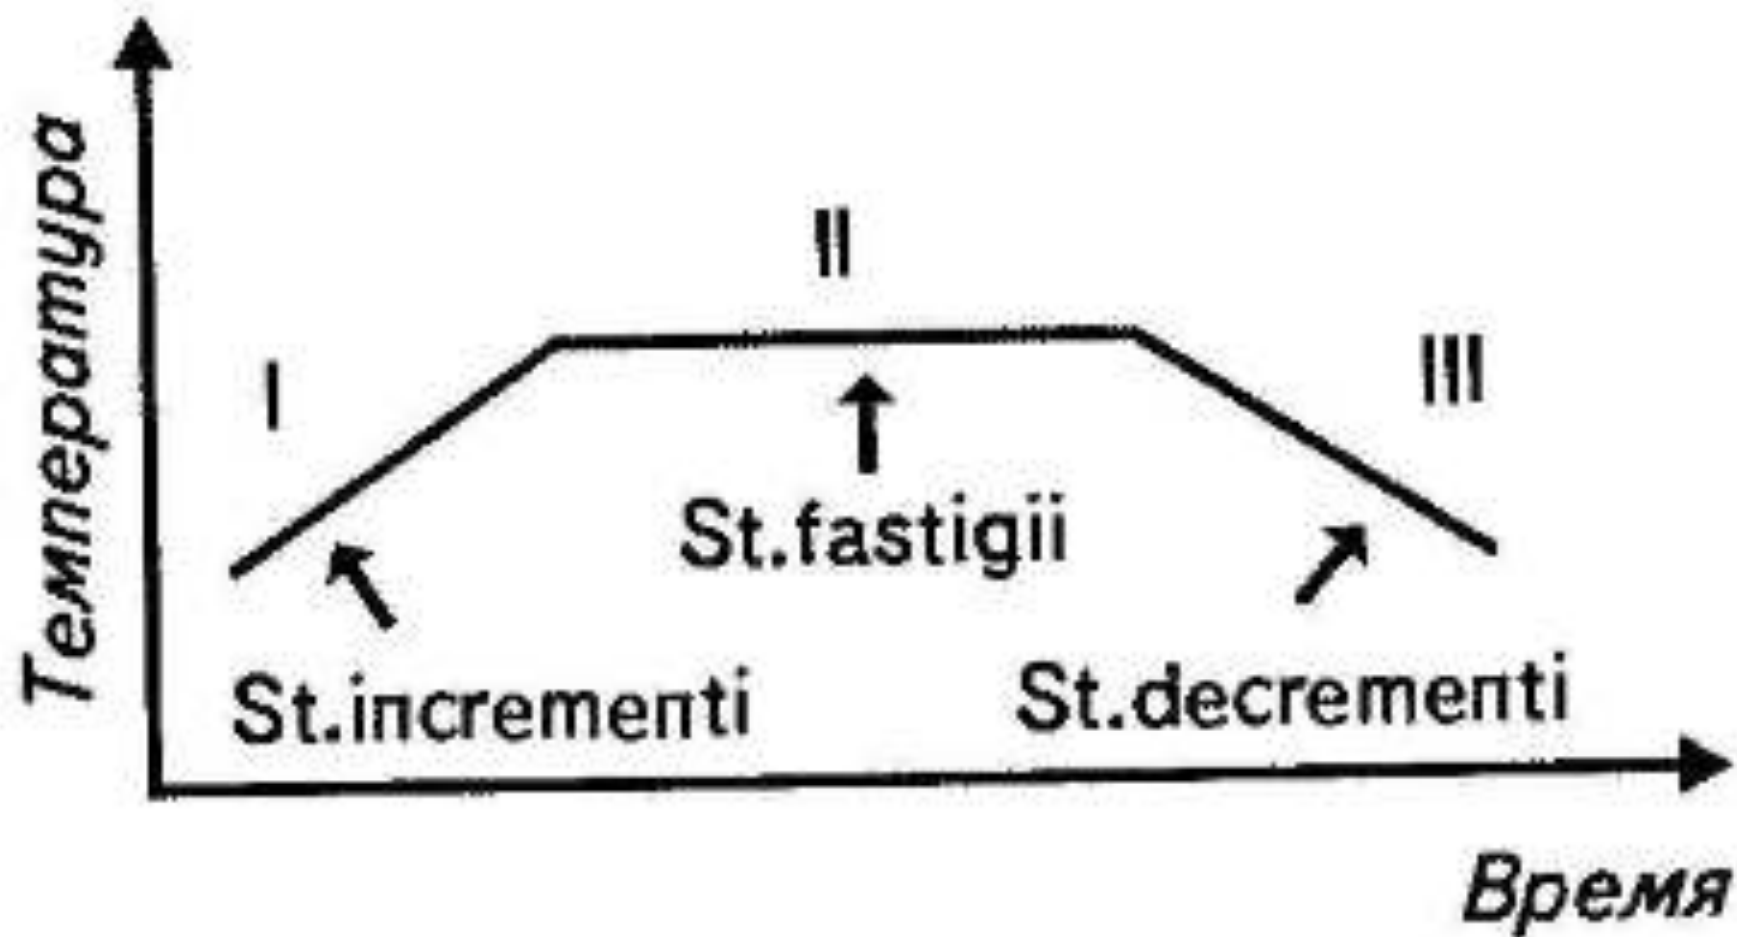 Температура
II
I
III
St.fastigii
St.incrementi
St.decrementi
Время